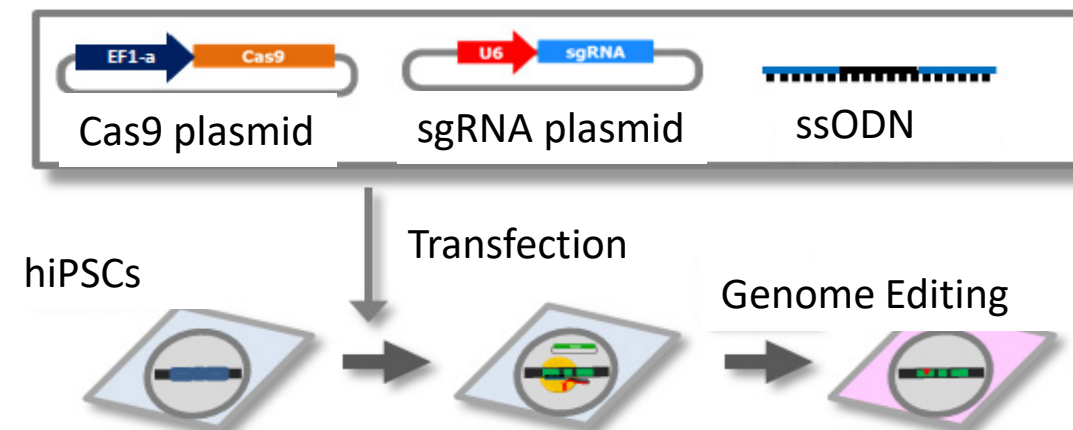 EF1-a Cas9 U6 sgRNA
Cas9 plasmid sgRNA plasmid ssODN
Transfection
hiPSCs
Genome Editing